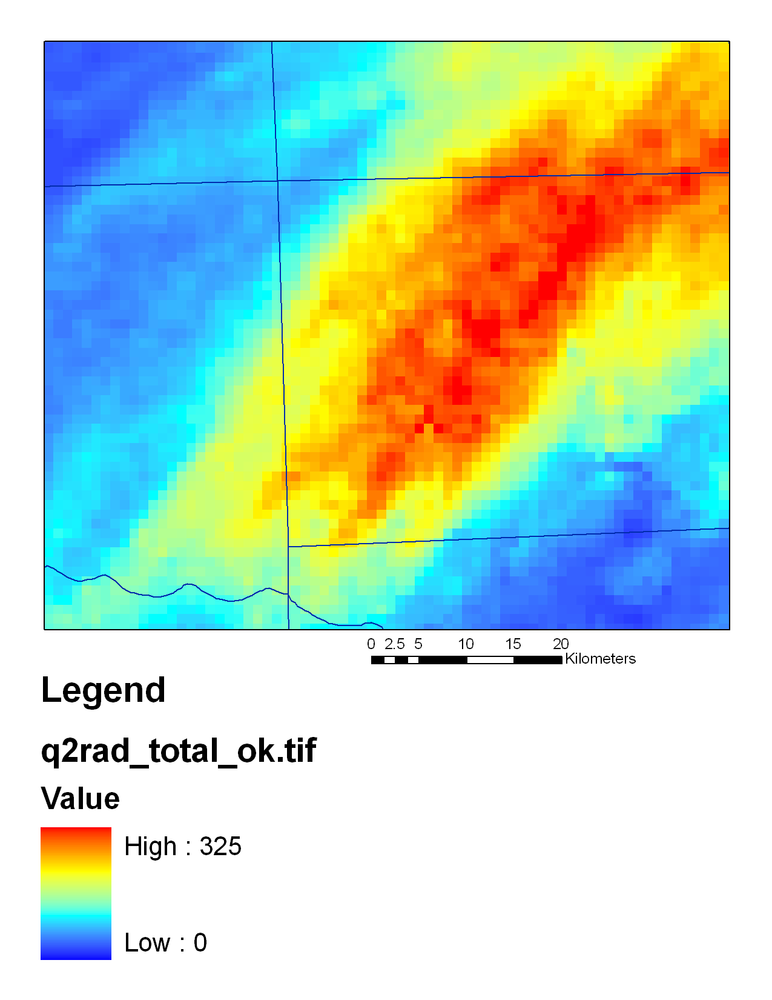 0 2.5 5 10 15 20
Kilometers
Legend
q2rad_total_ok.tif
Value
High : 325
Low : 0